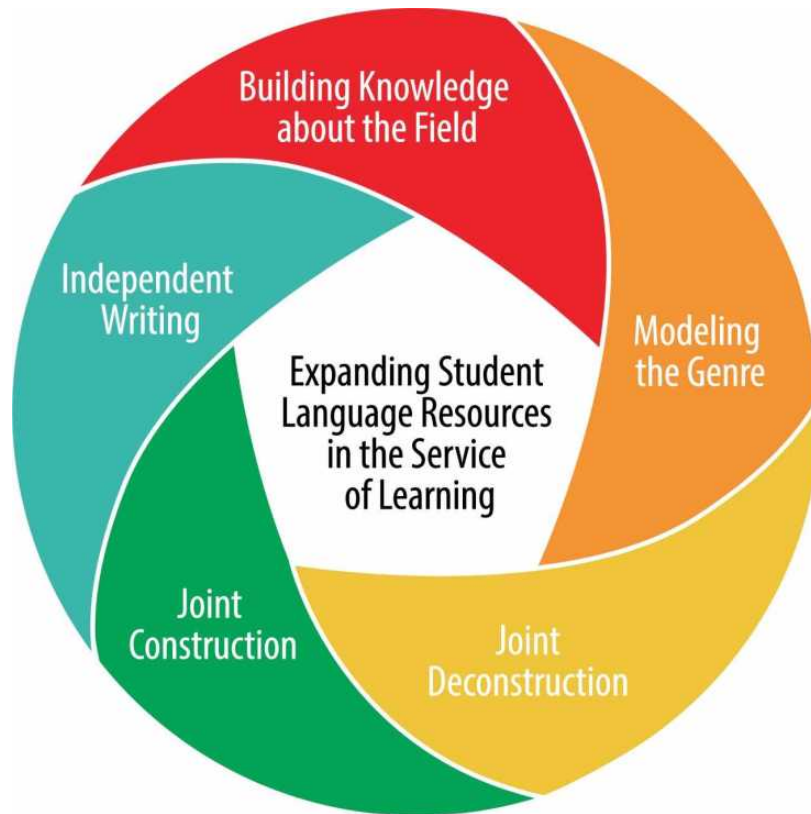 Building Knowledge
about the Field
Modeling
the Genre
Joint
Deconstruction
Joint
Construction
Independent
Writing
Expanding Student
Language Resources
in the Service
of Learning